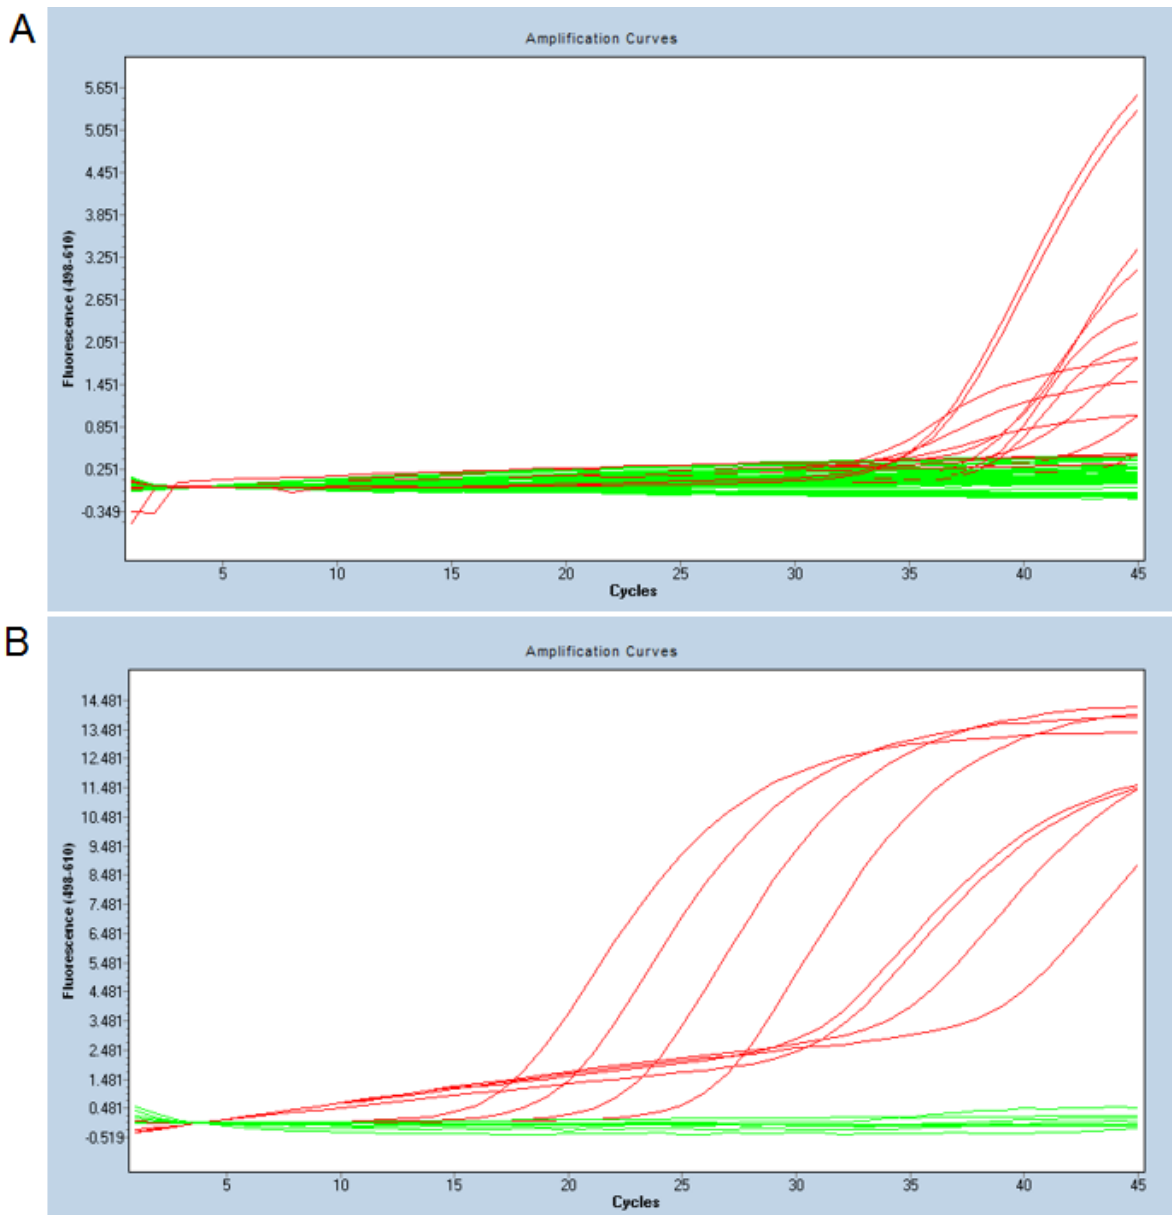 A
Amplification Curves
5.651
5.051
4.451
3.851
3.251
2.651
2.051
1.451
0.851
0.251
-0.349
Fluorescence (498-610)
5 10 15 20 25 30 35 40 45
Cycles
B
Amplification Curves
14.481
13.481
12.481
11.481
10.481
9.481
8.481
7.481
6.481
5.481
4.481
3.481
2.481
1.481
0.481
-0.519
Fluorescence (498-610)
5 10 15 20 25 30 35 40 45
Cycles